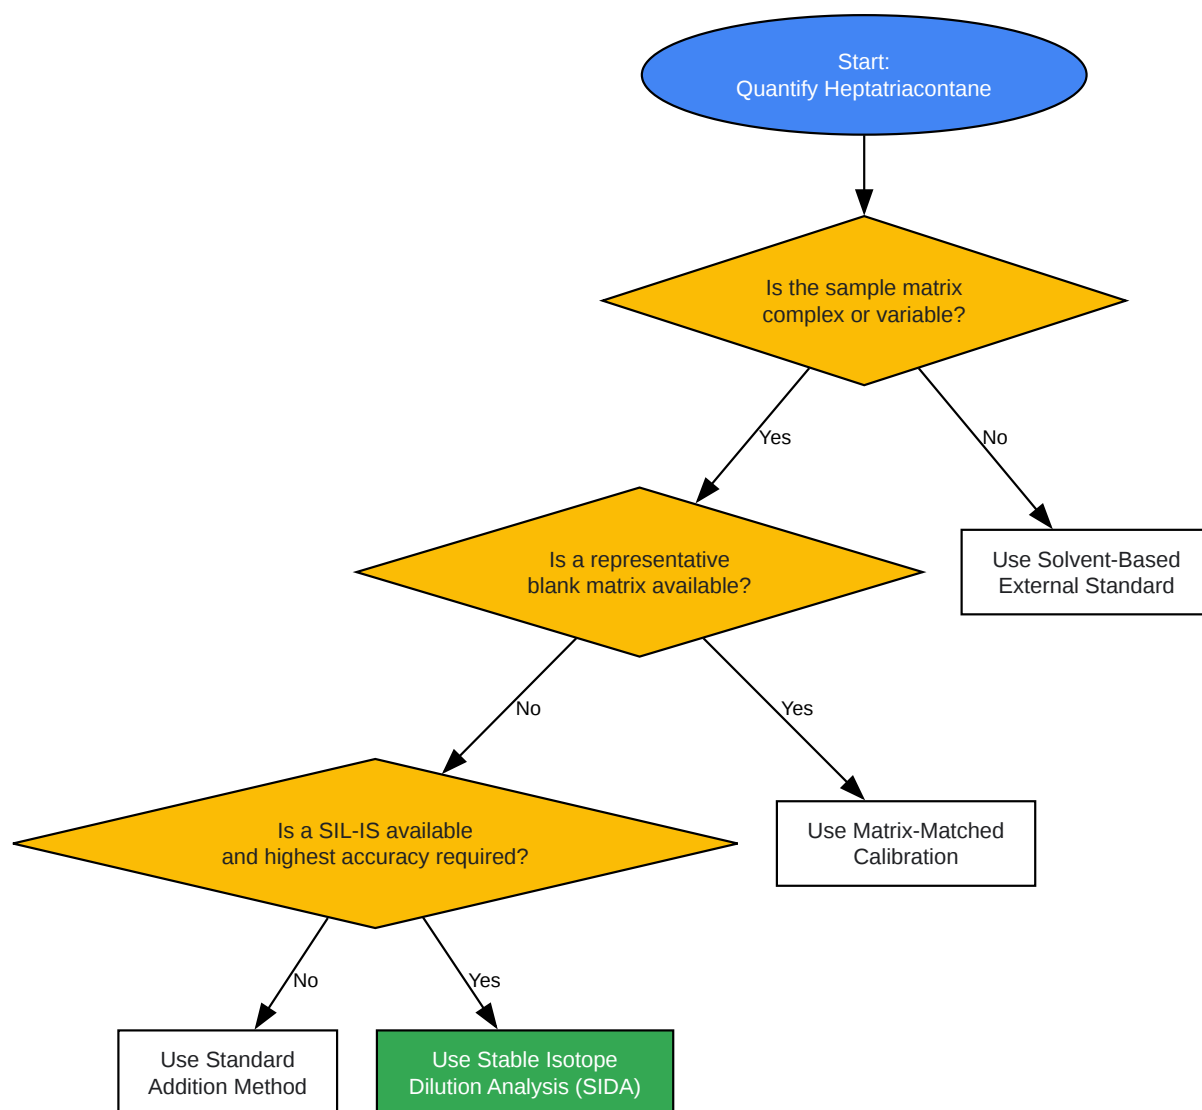 Start:
Quantify Heptatriacontane
Is the sample matrix
complex or variable?
Yes
No
Is a representative
blank matrix available?
Use Solvent-Based
External Standard
No
Yes
Is a SIL-IS available
and highest accuracy required?
Use Matrix-Matched
Calibration
No
Yes
Use Standard
Addition Method
Use Stable Isotope
Dilution Analysis (SIDA)